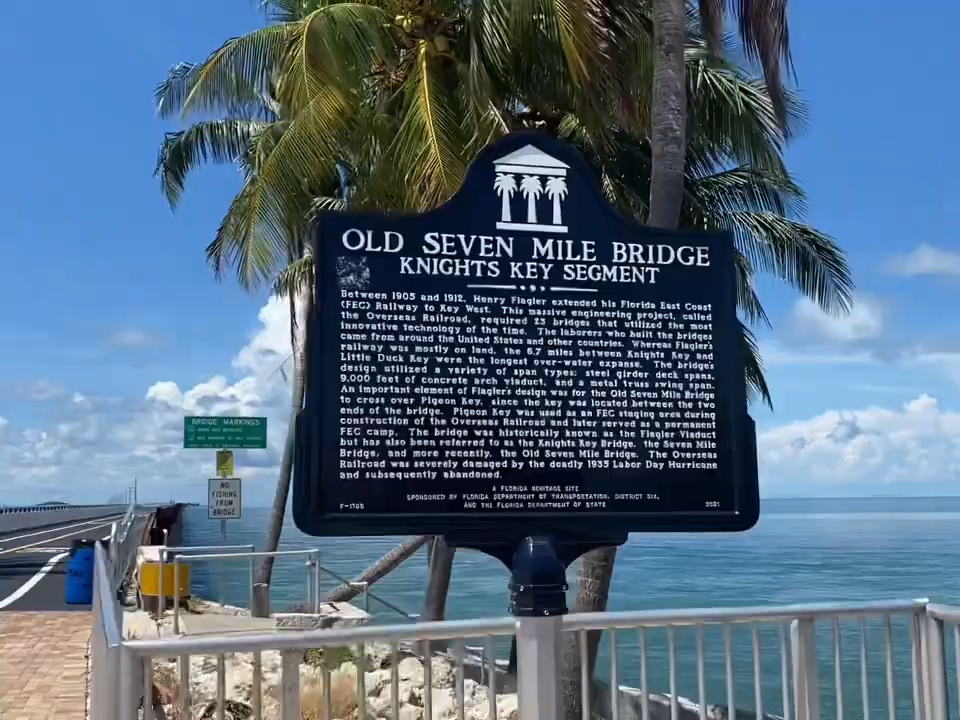 OLD SEVEN MILE BRIDGE
KNIGHTS KEY SEGMENT
Between 1905 and 1912, Henry Flagler extended his Florida East Coast
(FEC) Railway to Key West. This massive engineering project, called
the Overseas Railroad, required 23 bridges that utilized the most
innovative technology of the time. The laborers who built the bridges
came from around the United States and other countries. Whereas Flagler's
railway was mostly on land, the 6.7 miles between Knights Key and
Little Duck Key were the longest over-water expanse. The bridge's
design utilized a variety of span types: steel girder deck spans,
9,000 feet of concrete arch viaduct, and a metal truss swing span.
An important element of Flagler's design was for the Old Seven Mile Bridge
to cross over Pigeon Key, since the key was located between the two
ends of the bridge. Pigeon Key was used as an FEC staging area during
construction of the Overseas Railroad and later served as a permanent
FEC camp. The bridge was historically known as the Flagler Viaduct
but has also been referred to as the Knights Key Bridge, the Seven Mile
Bridge, and more recently, the Old Seven Mile Bridge. The Overseas
Railroad was severely damaged by the deadly 1935 Labor Day Hurricane
and subsequently abandoned.
A FLORIDA HERITAGE SITE
SPONSORED BY FLORIDA DEPARTMENT OF TRANSPORTATION, DISTRICT SIX,
AND THE FLORIDA DEPARTMENT OF STATE
F-1168
2021
BRIDGE MARKINGS
NO
FISHING
FROM
BRIDGE